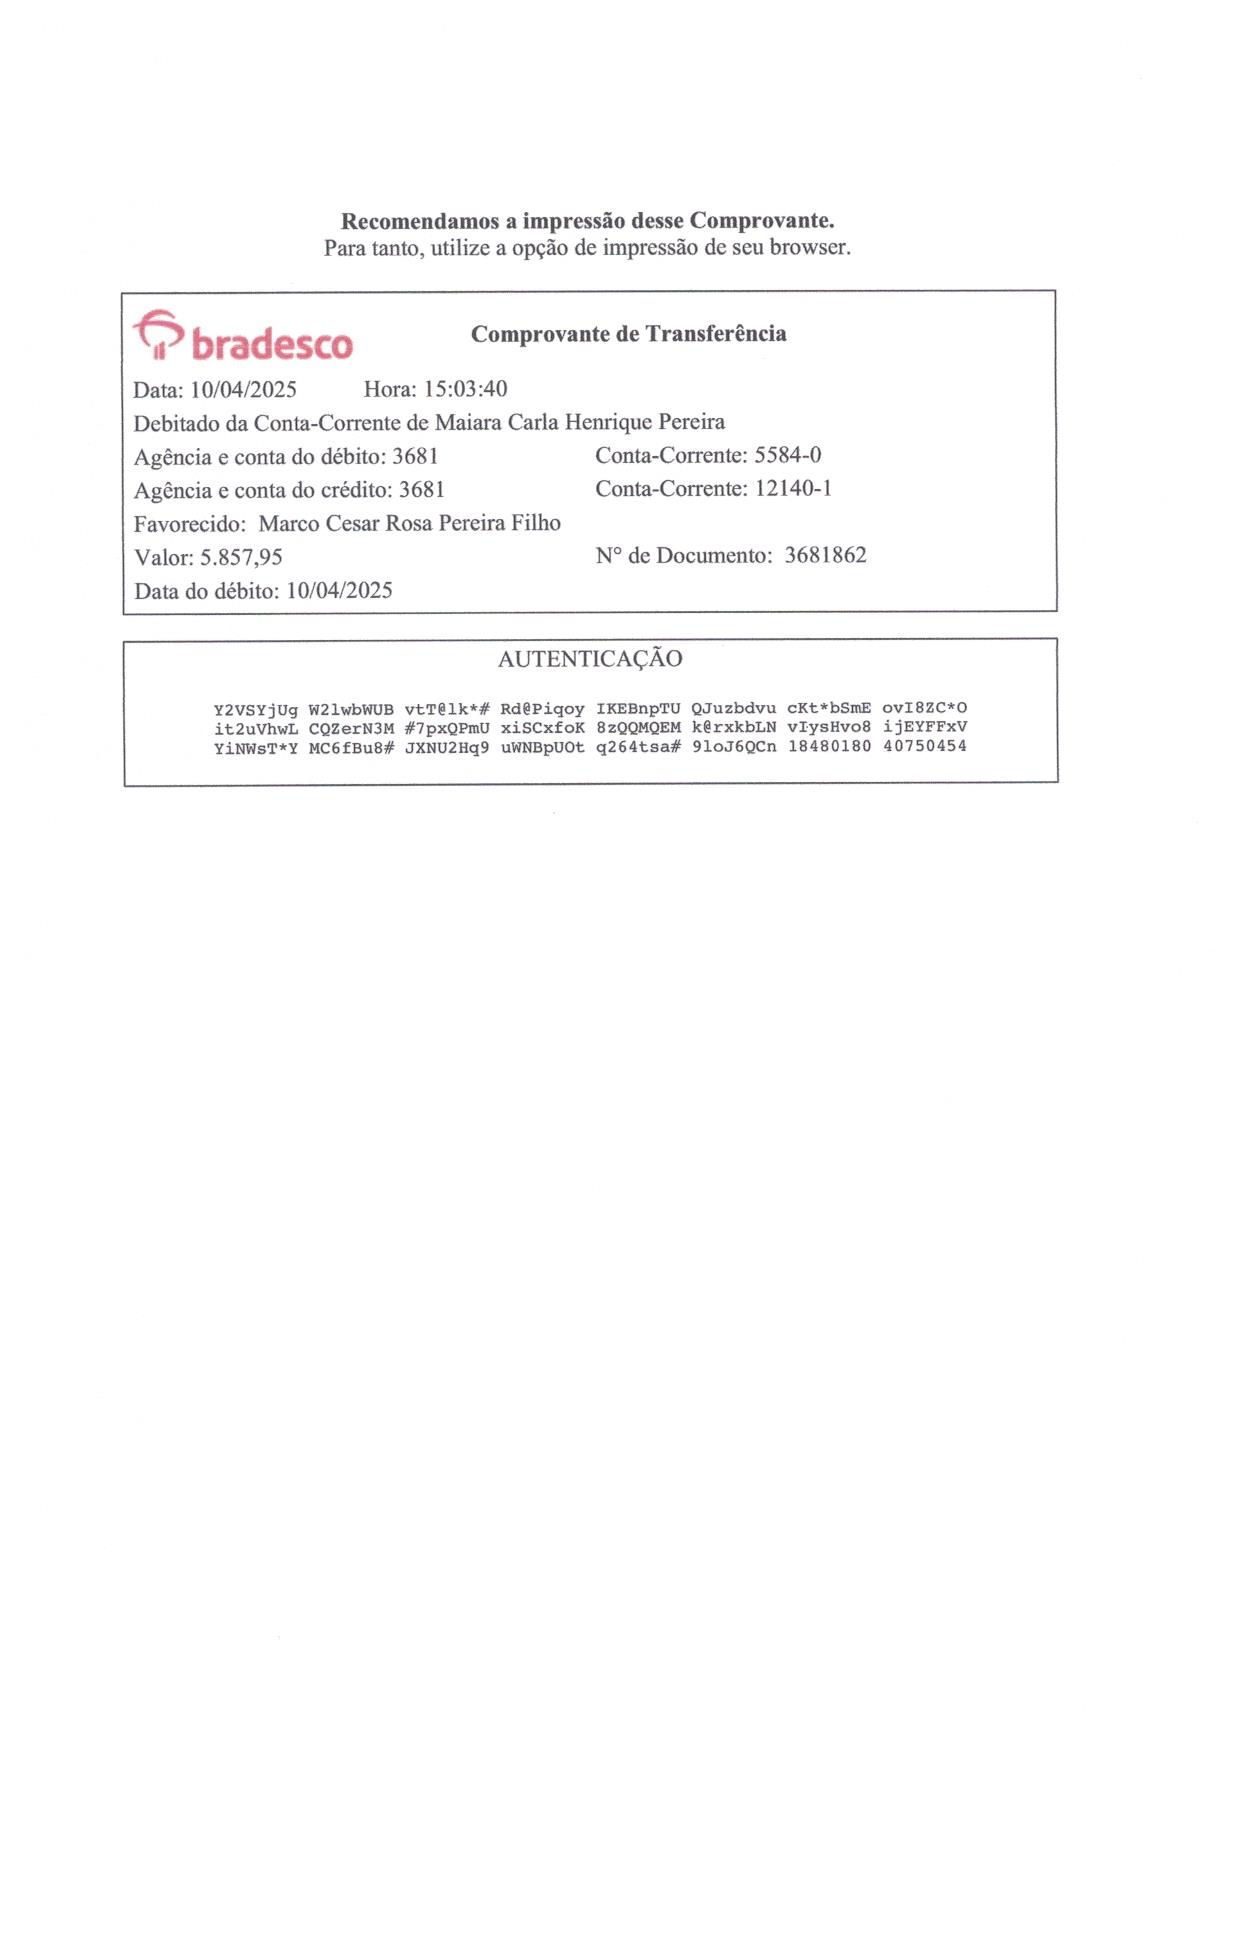 Recomendamos a impressão desse Comprovante.
Para tanto, utilize a opção de impressão de seu browser.
bradesco
Comprovante de Transferência
Data: 10/04/2025 Hora: 15:03:40
Debitado da Conta-Corrente de Maiara Carla Henrique Pereira
Agência e conta do débito: 3681 Conta-Corrente: 5584-0
Agência e conta do crédito: 3681 Conta-Corrente: 12140-1
Favorecido: Marco Cesar Rosa Pereira Filho
Valor: 5.857,95 N° de Documento: 3681862
Data do débito: 10/04/2025
AUTENTICAÇÃO
Y2VSYjUg W2lwbWUB vtT@lk*# Rd@Piqoy IKEBnpTU QJuzbdvu cKt*bSmE ovI8ZC*O
it2uVhwL CQZerN3M #7pxQPmU xiSCxfoK 8zQQMQEM k@rxkbLN vIysHvo8 ijEYFFxV
YiNWsT*Y MC6fBu8# JXNU2Hq9 uWNBpUOt q264tsa# 9loJ6QCn 18480180 40750454